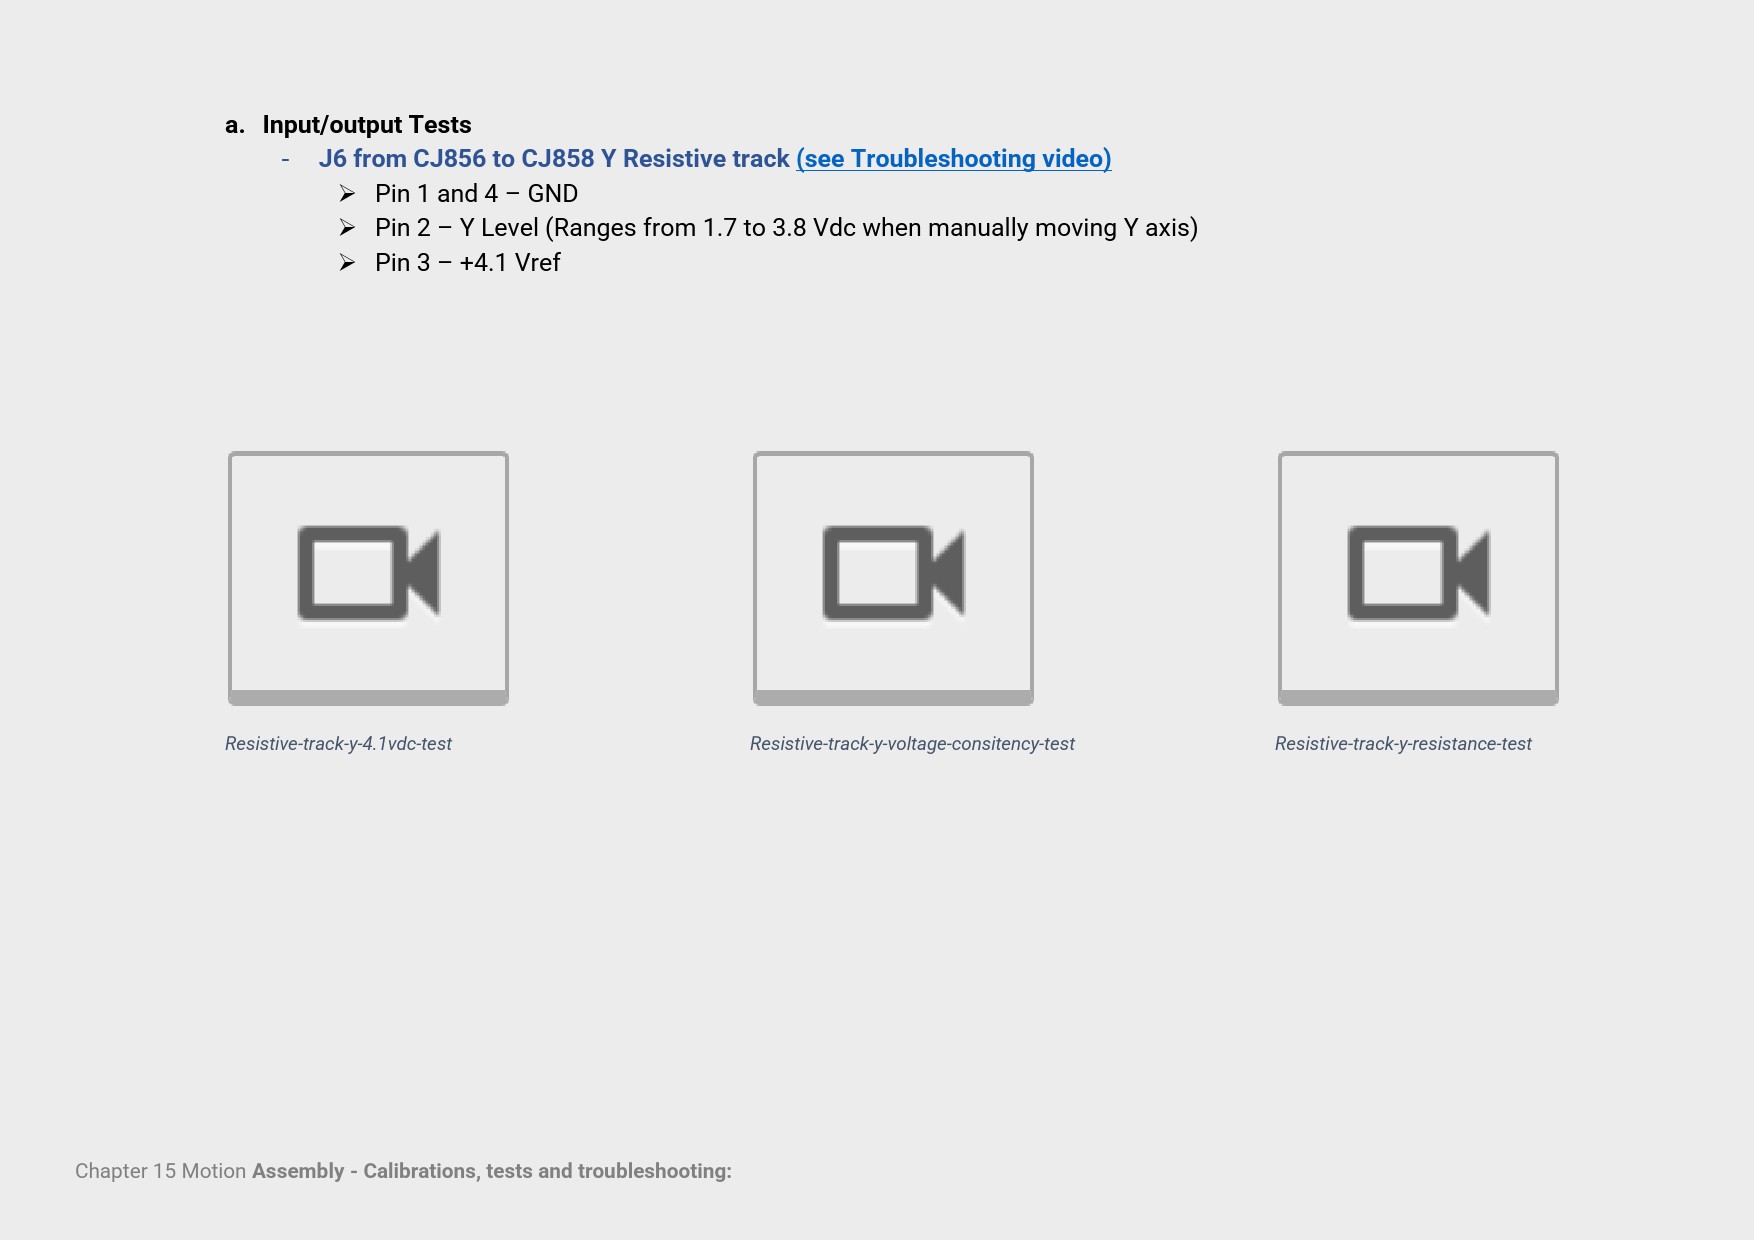 a. Input/output Tests
- J6 from CJ856 to CJ858 Y Resistive track (see Troubleshooting video)
➢ Pin 1 and 4 – GND
➢ Pin 2 – Y Level (Ranges from 1.7 to 3.8 Vdc when manually moving Y axis)
➢ Pin 3 – +4.1 Vref
Resistive-track-y-4.1vdc-test
Resistive-track-y-voltage-consitency-test
Resistive-track-y-resistance-test
Chapter 15 Motion Assembly - Calibrations, tests and troubleshooting: